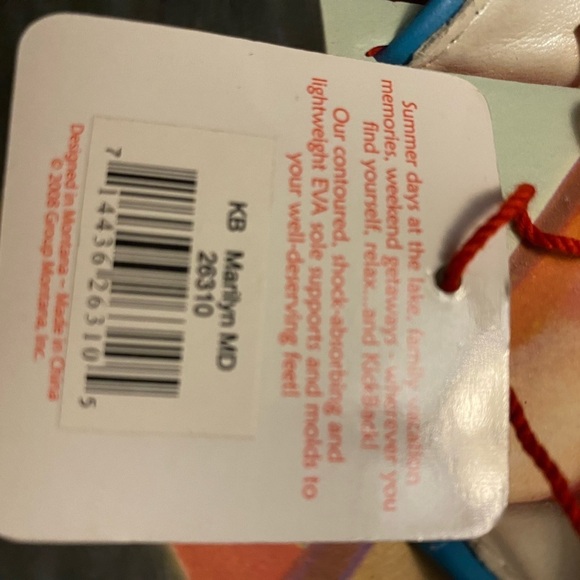 Summer days at the lake, family vacation
memories, weekend getaways - wherever you
find yourself, relax...and KickBack!
Our contoured, shock-absorbing and
lightweight EVA sole supports and molds to
your well-deserving feet!
KB Marilyn MD
26310
7 14436 26310 5
Designed in Montana - Made in China
© 2008 Group Montana, Inc.